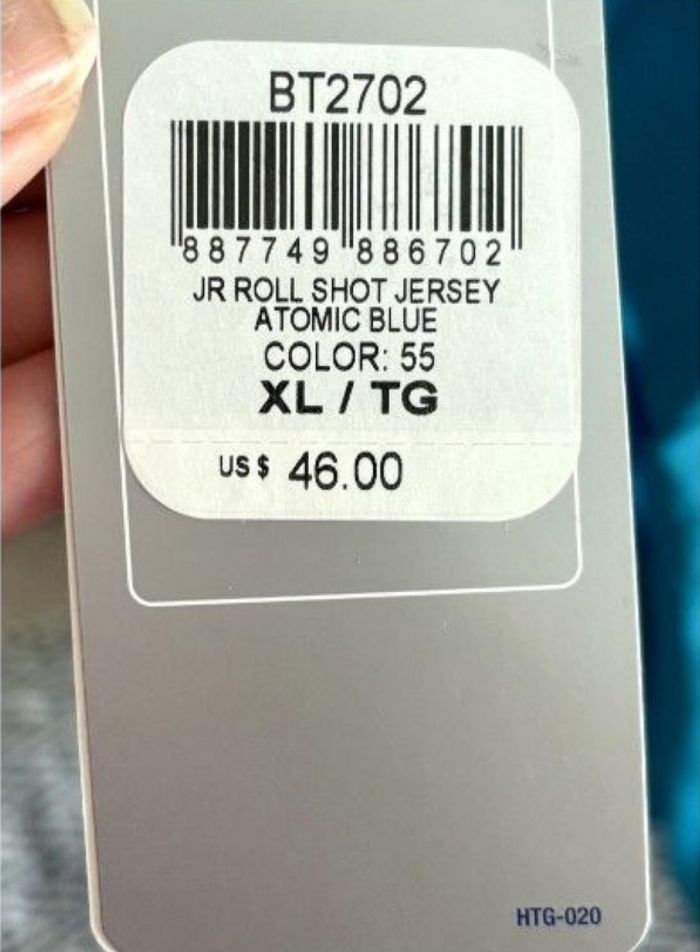 BT2702
887749 886702
JR ROLL SHOT JERSEY
ATOMIC BLUE
COLOR: 55
XL / TG
US $ 46.00
HTG-020